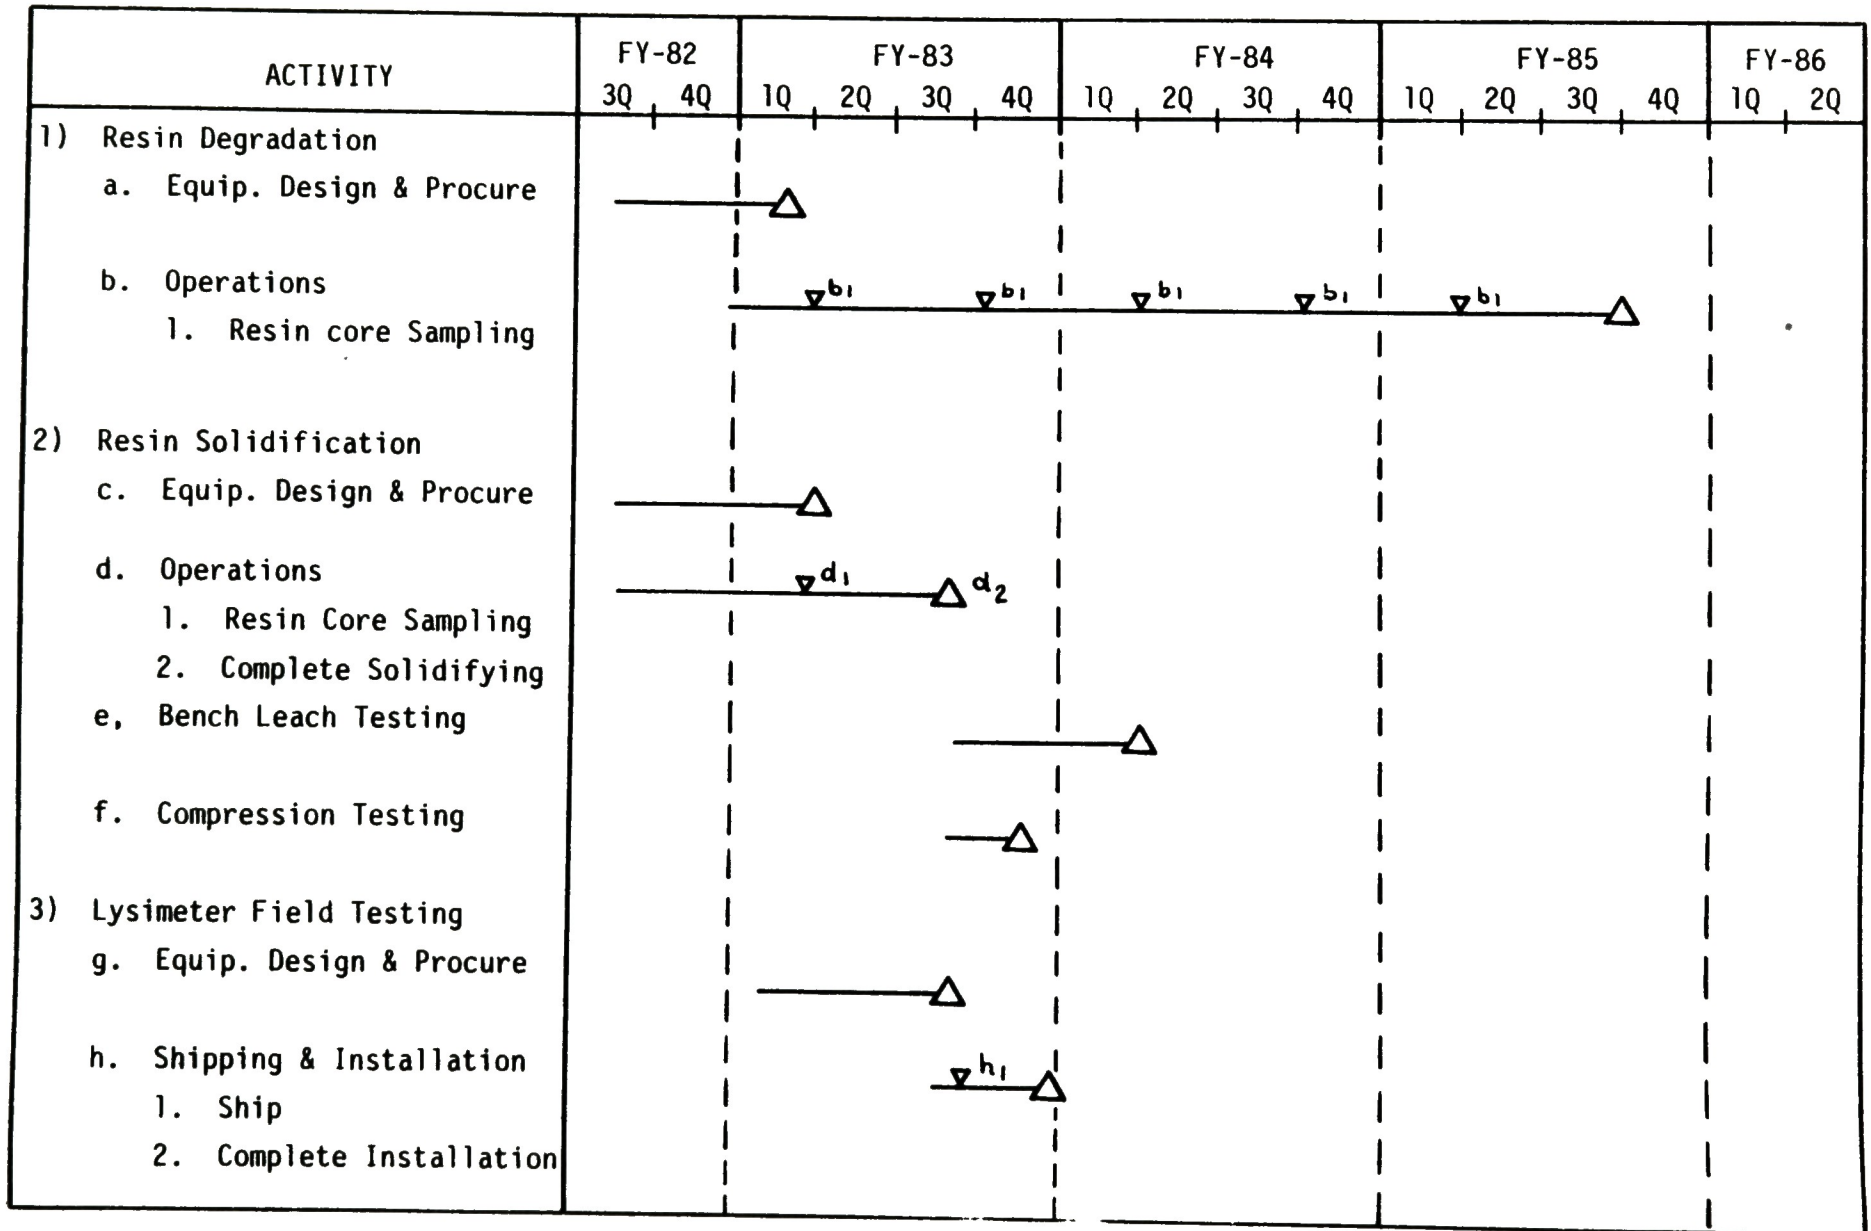 ACTIVITY FY-82 FY-83 FY-84 FY-85 FY-86
3Q 4Q 1Q 2Q 3Q 4Q 1Q 2Q 3Q 4Q 1Q 2Q 3Q 4Q 1Q 2Q
1) Resin Degradation
a. Equip. Design & Procure
b. Operations b1 b1 b1 b1 b1
1. Resin core Sampling
2) Resin Solidification
c. Equip. Design & Procure
d. Operations d1 d2
1. Resin Core Sampling
2. Complete Solidifying
e, Bench Leach Testing
f. Compression Testing
3) Lysimeter Field Testing
g. Equip. Design & Procure
h. Shipping & Installation h1
1. Ship
2. Complete Installation